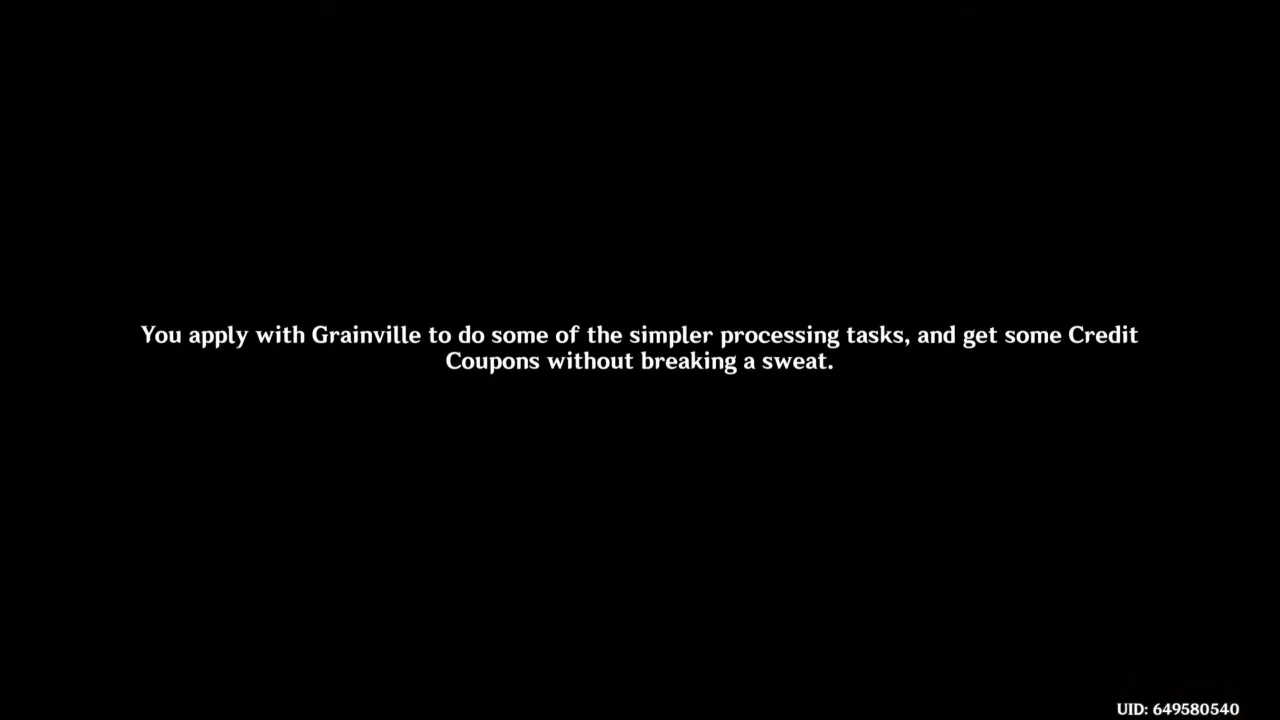 You apply with Grainville to do some of the simpler processing tasks, and get some Credit
Coupons without breaking a sweat.
UID: 649580540